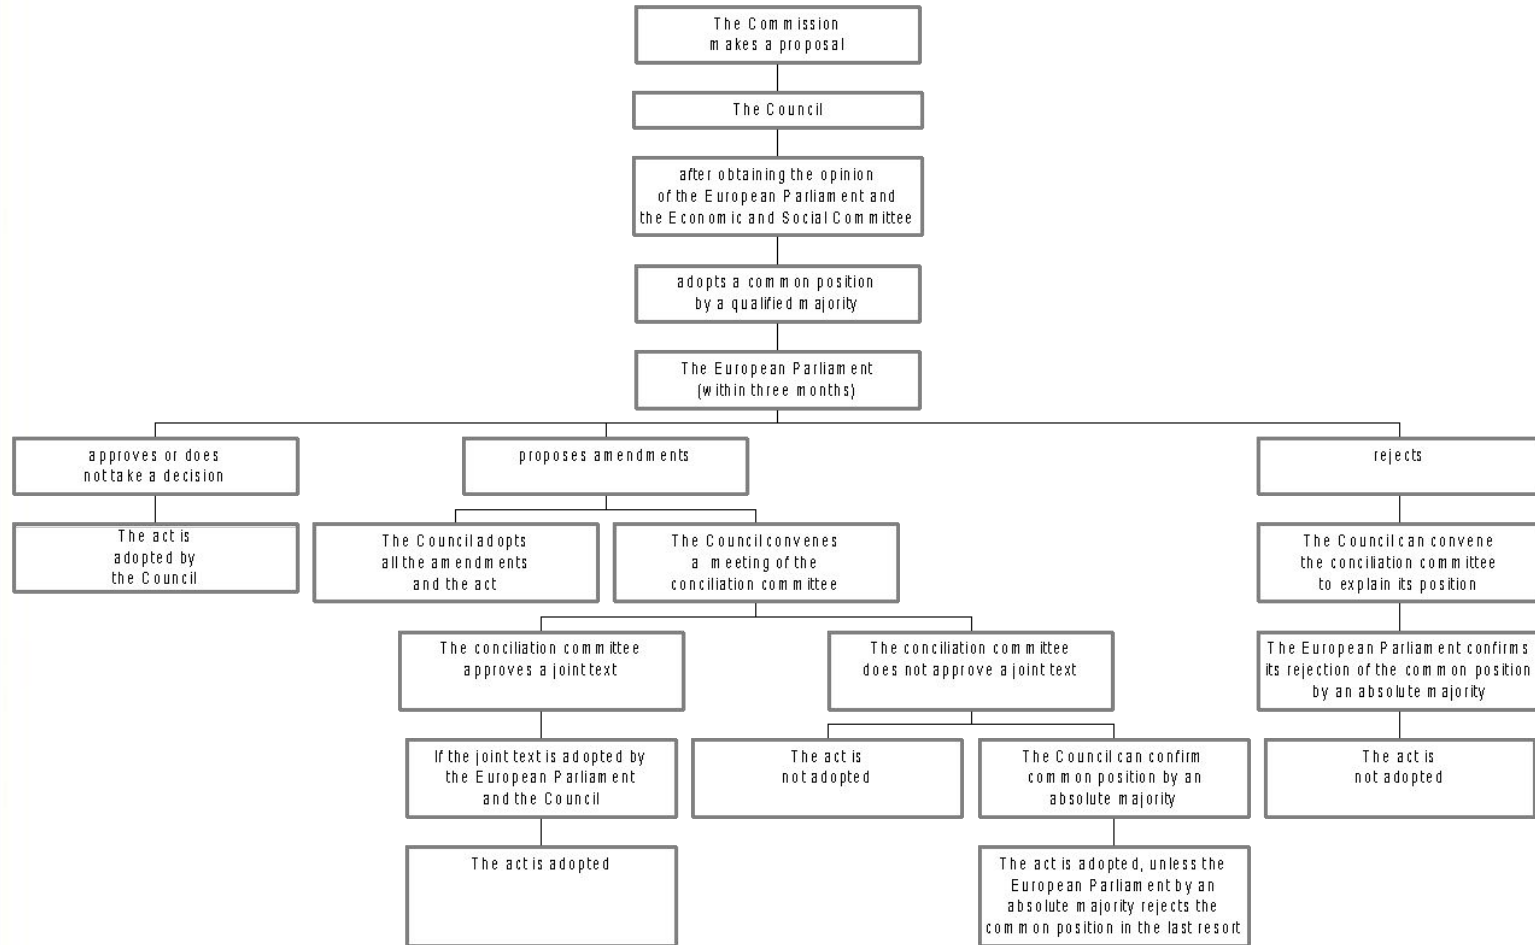 The Commission
makes a proposal
The Council
after obtaining the opinion
of the European Parliament and
the Economic and Social Committee
adopts a common position
by a qualified majority
The European Parliament
(within three months)
approves or does
not take a decision
proposes amendments
rejects
The act is
adopted by
the Council
The Council adopts
all the amendments
and the act
The Council convenes
a meeting of the
conciliation committee
The Council can convene
the conciliation committee
to explain its position
The conciliation committee
approves a joint text
The conciliation committee
does not approve a joint text
The European Parliament confirms
its rejection of the common position
by an absolute majority
If the joint text is adopted by
the European Parliament
and the Council
The act is
not adopted
The Council can confirm
common position by an
absolute majority
The act is
not adopted
The act is adopted
The act is adopted, unless the
European Parliament by an
absolute majority rejects the
common position in the last resort